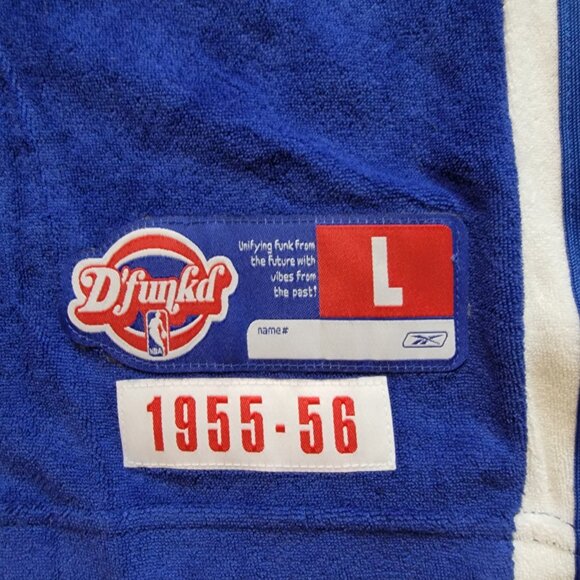 D'funkd
NBA
Unifying funk from
the future with
vibes from
the past!
L
name#
1955-56